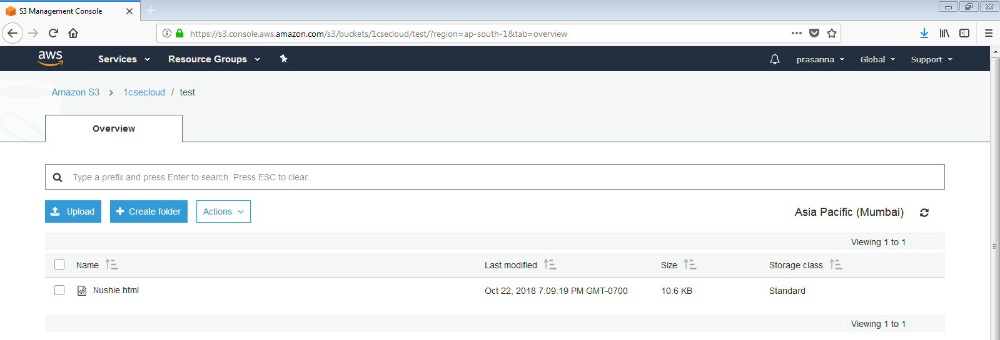 S3 Management Console
https://s3.console.aws.amazon.com/s3/buckets/1csecloud/test/?region=ap-south-1&tab=overview
aws Services Resource Groups prasanna Global Support
Amazon S3 > 1csecloud / test
Overview
Type a prefix and press Enter to search. Press ESC to clear.
Upload Create folder Actions Asia Pacific (Mumbai)
Viewing 1 to 1
Name Last modified Size Storage class
Nushie.html Oct 22, 2018 7:09:19 PM GMT-0700 10.6 KB Standard
Viewing 1 to 1